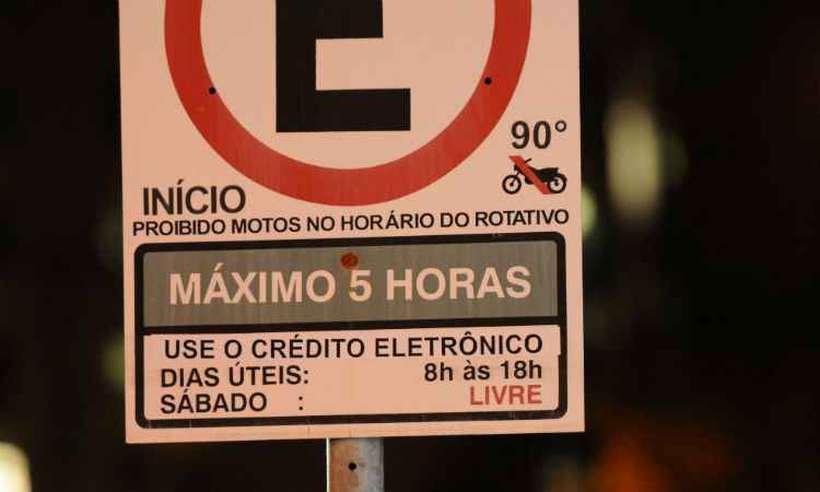 E
90°
INÍCIO
PROIBIDO MOTOS NO HORÁRIO DO ROTATIVO
MÁXIMO 5 HORAS
USE O CRÉDITO ELETRÔNICO
DIAS ÚTEIS: 8h às 18h
SÁBADO : LIVRE